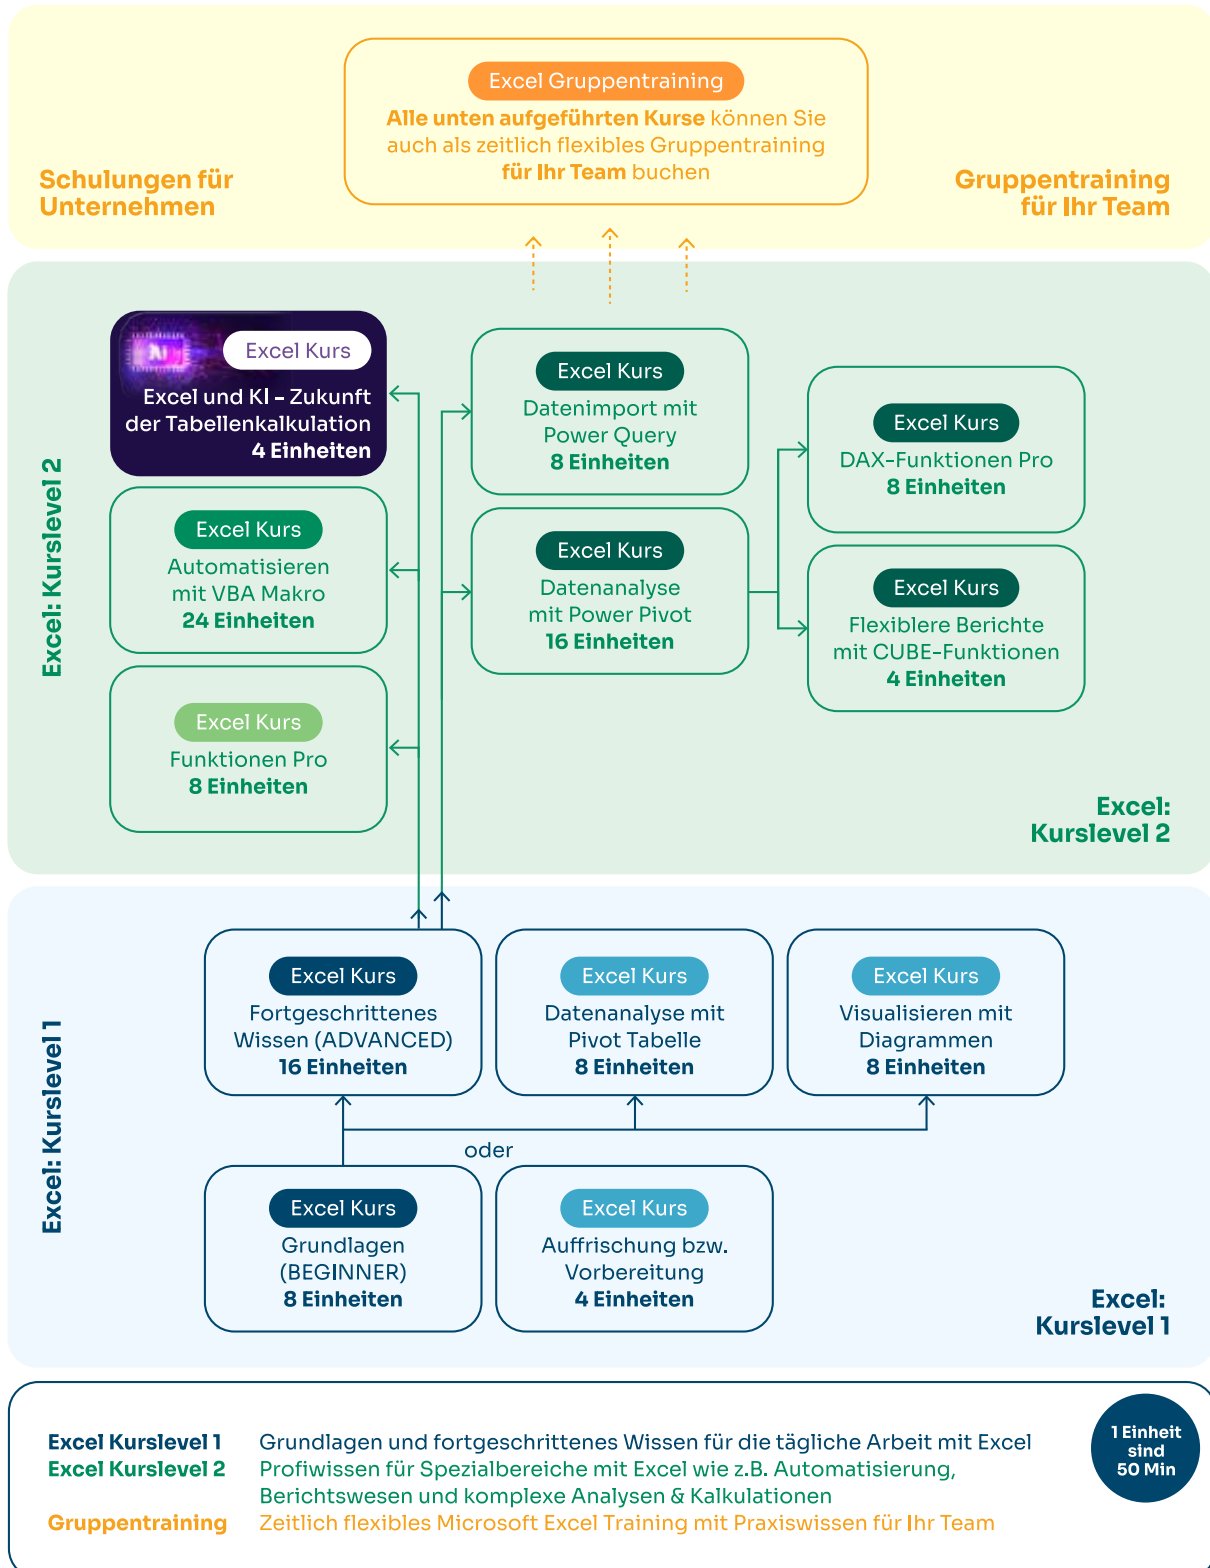 Excel Gruppentraining
Alle unten aufgeführten Kurse können Sie
auch als zeitlich flexibles Gruppentraining
für Ihr Team buchen
Schulungen für
Unternehmen
Gruppentraining
für Ihr Team
Excel: Kurslevel 2
AI
Excel Kurs
Excel und KI – Zukunft
der Tabellenkalkulation
4 Einheiten
Excel Kurs
Automatisieren
mit VBA Makro
24 Einheiten
Excel Kurs
Funktionen Pro
8 Einheiten
Excel Kurs
Datenimport mit
Power Query
8 Einheiten
Excel Kurs
Datenanalyse
mit Power Pivot
16 Einheiten
Excel Kurs
DAX-Funktionen Pro
8 Einheiten
Excel Kurs
Flexiblere Berichte
mit CUBE-Funktionen
4 Einheiten
Excel:
Kurslevel 2
Excel: Kurslevel 1
Excel Kurs
Fortgeschrittenes
Wissen (ADVANCED)
16 Einheiten
Excel Kurs
Datenanalyse mit
Pivot Tabelle
8 Einheiten
Excel Kurs
Visualisieren mit
Diagrammen
8 Einheiten
oder
Excel Kurs
Grundlagen
(BEGINNER)
8 Einheiten
Excel Kurs
Auffrischung bzw.
Vorbereitung
4 Einheiten
Excel:
Kurslevel 1
Excel Kurslevel 1 Grundlagen und fortgeschrittenes Wissen für die tägliche Arbeit mit Excel
Excel Kurslevel 2 Profiwissen für Spezialbereiche mit Excel wie z.B. Automatisierung,
Berichtswesen und komplexe Analysen & Kalkulationen
Gruppentraining Zeitlich flexibles Microsoft Excel Training mit Praxiswissen für Ihr Team
1 Einheit
sind
50 Min